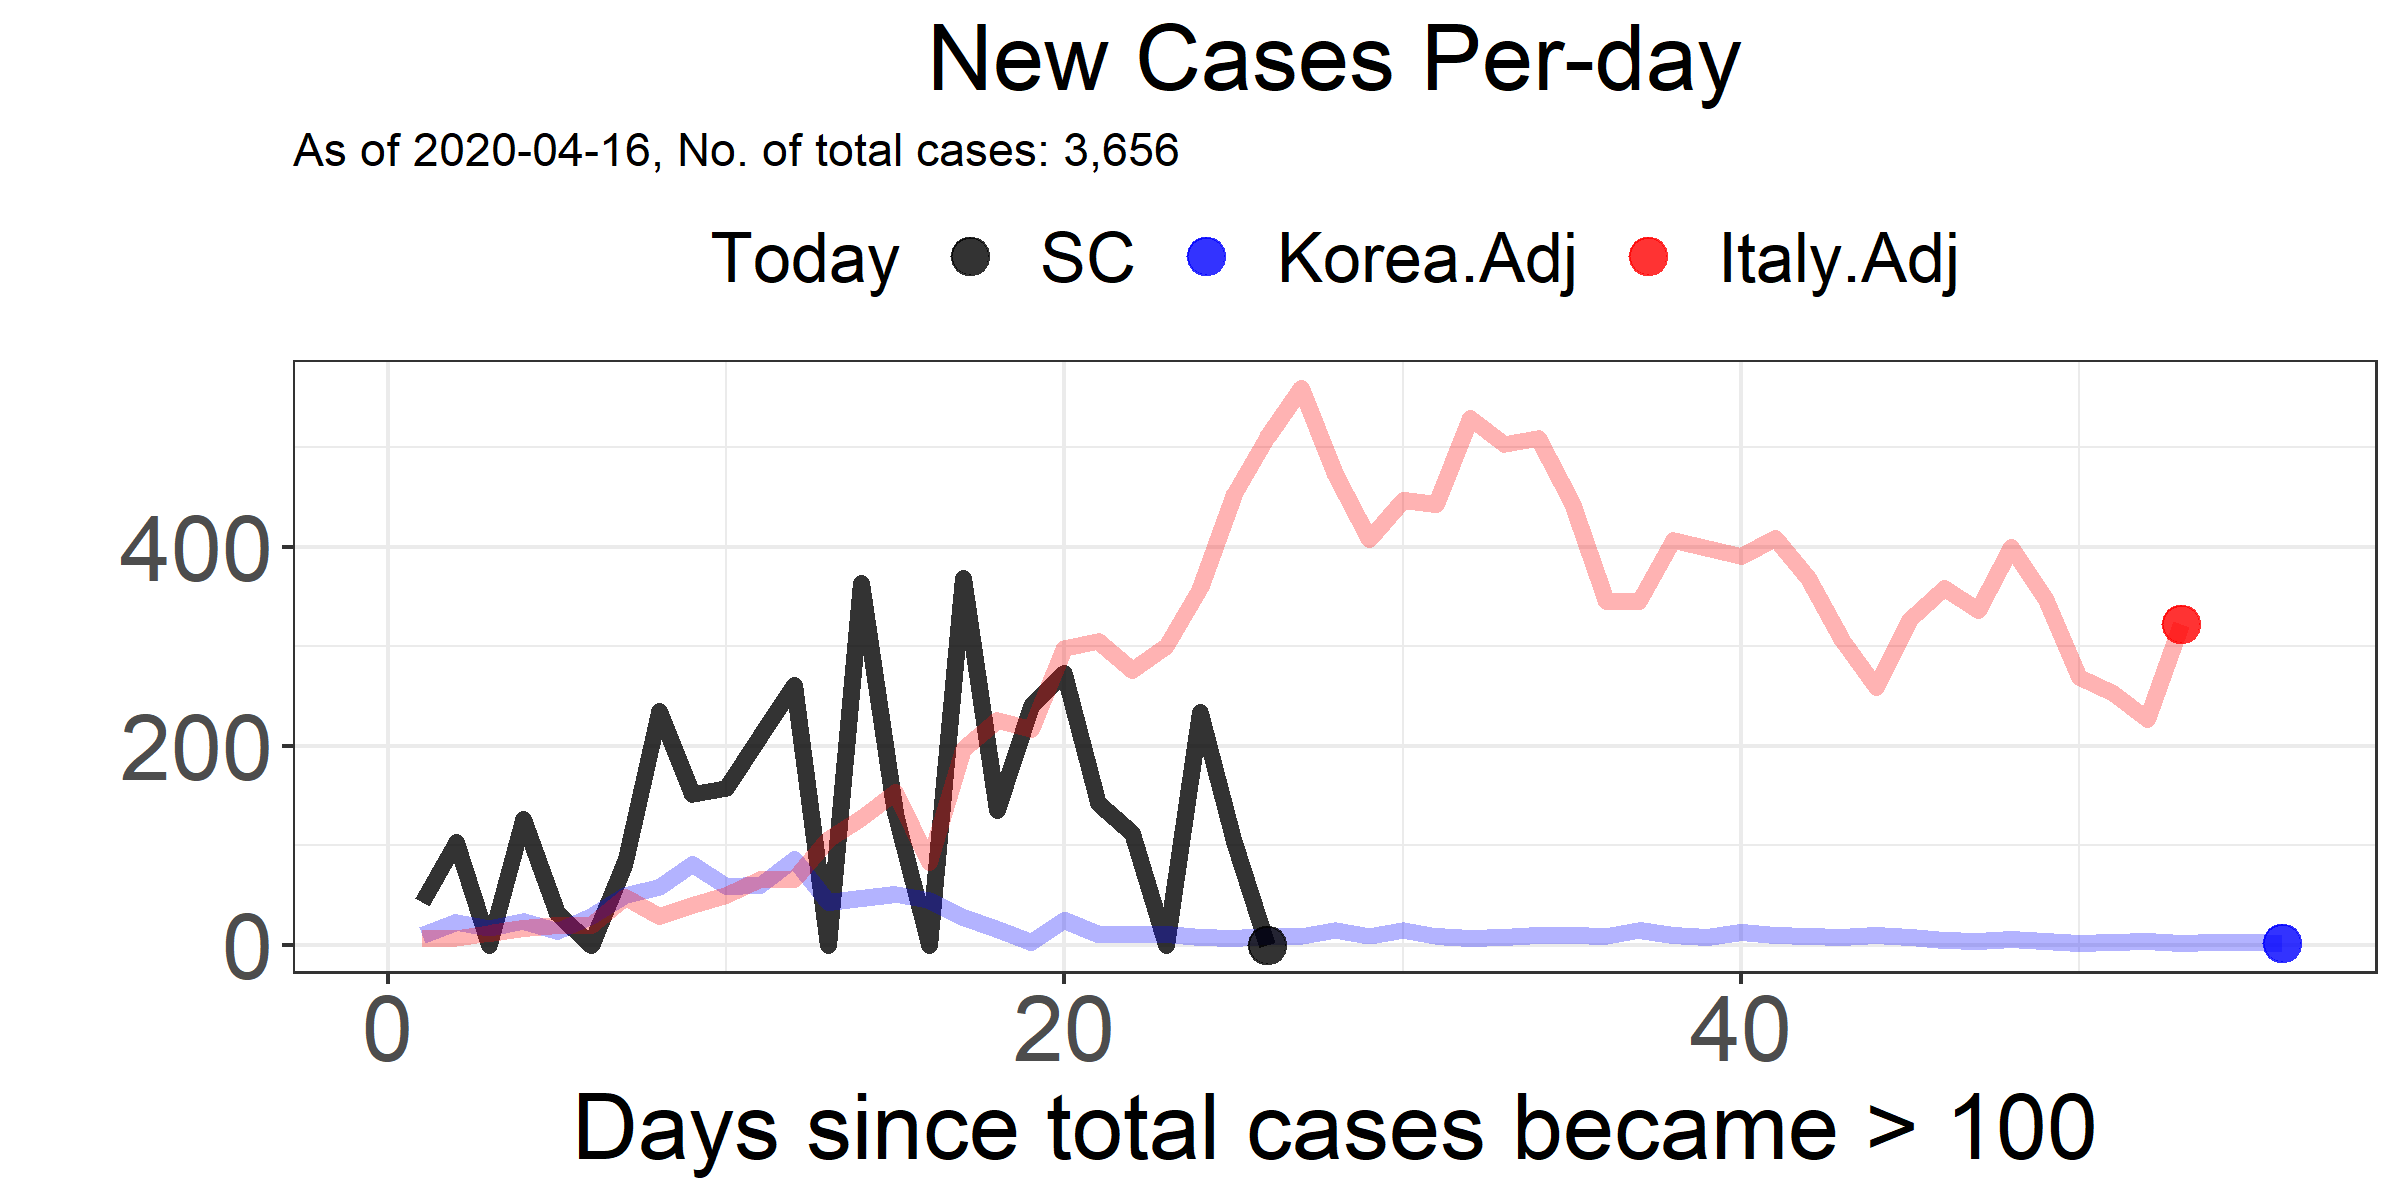 New Cases Per-day
As of 2020-04-16, No. of total cases: 3,656
Today SC Korea.Adj Italy.Adj
400
200
0
0 20 40
Days since total cases became > 100